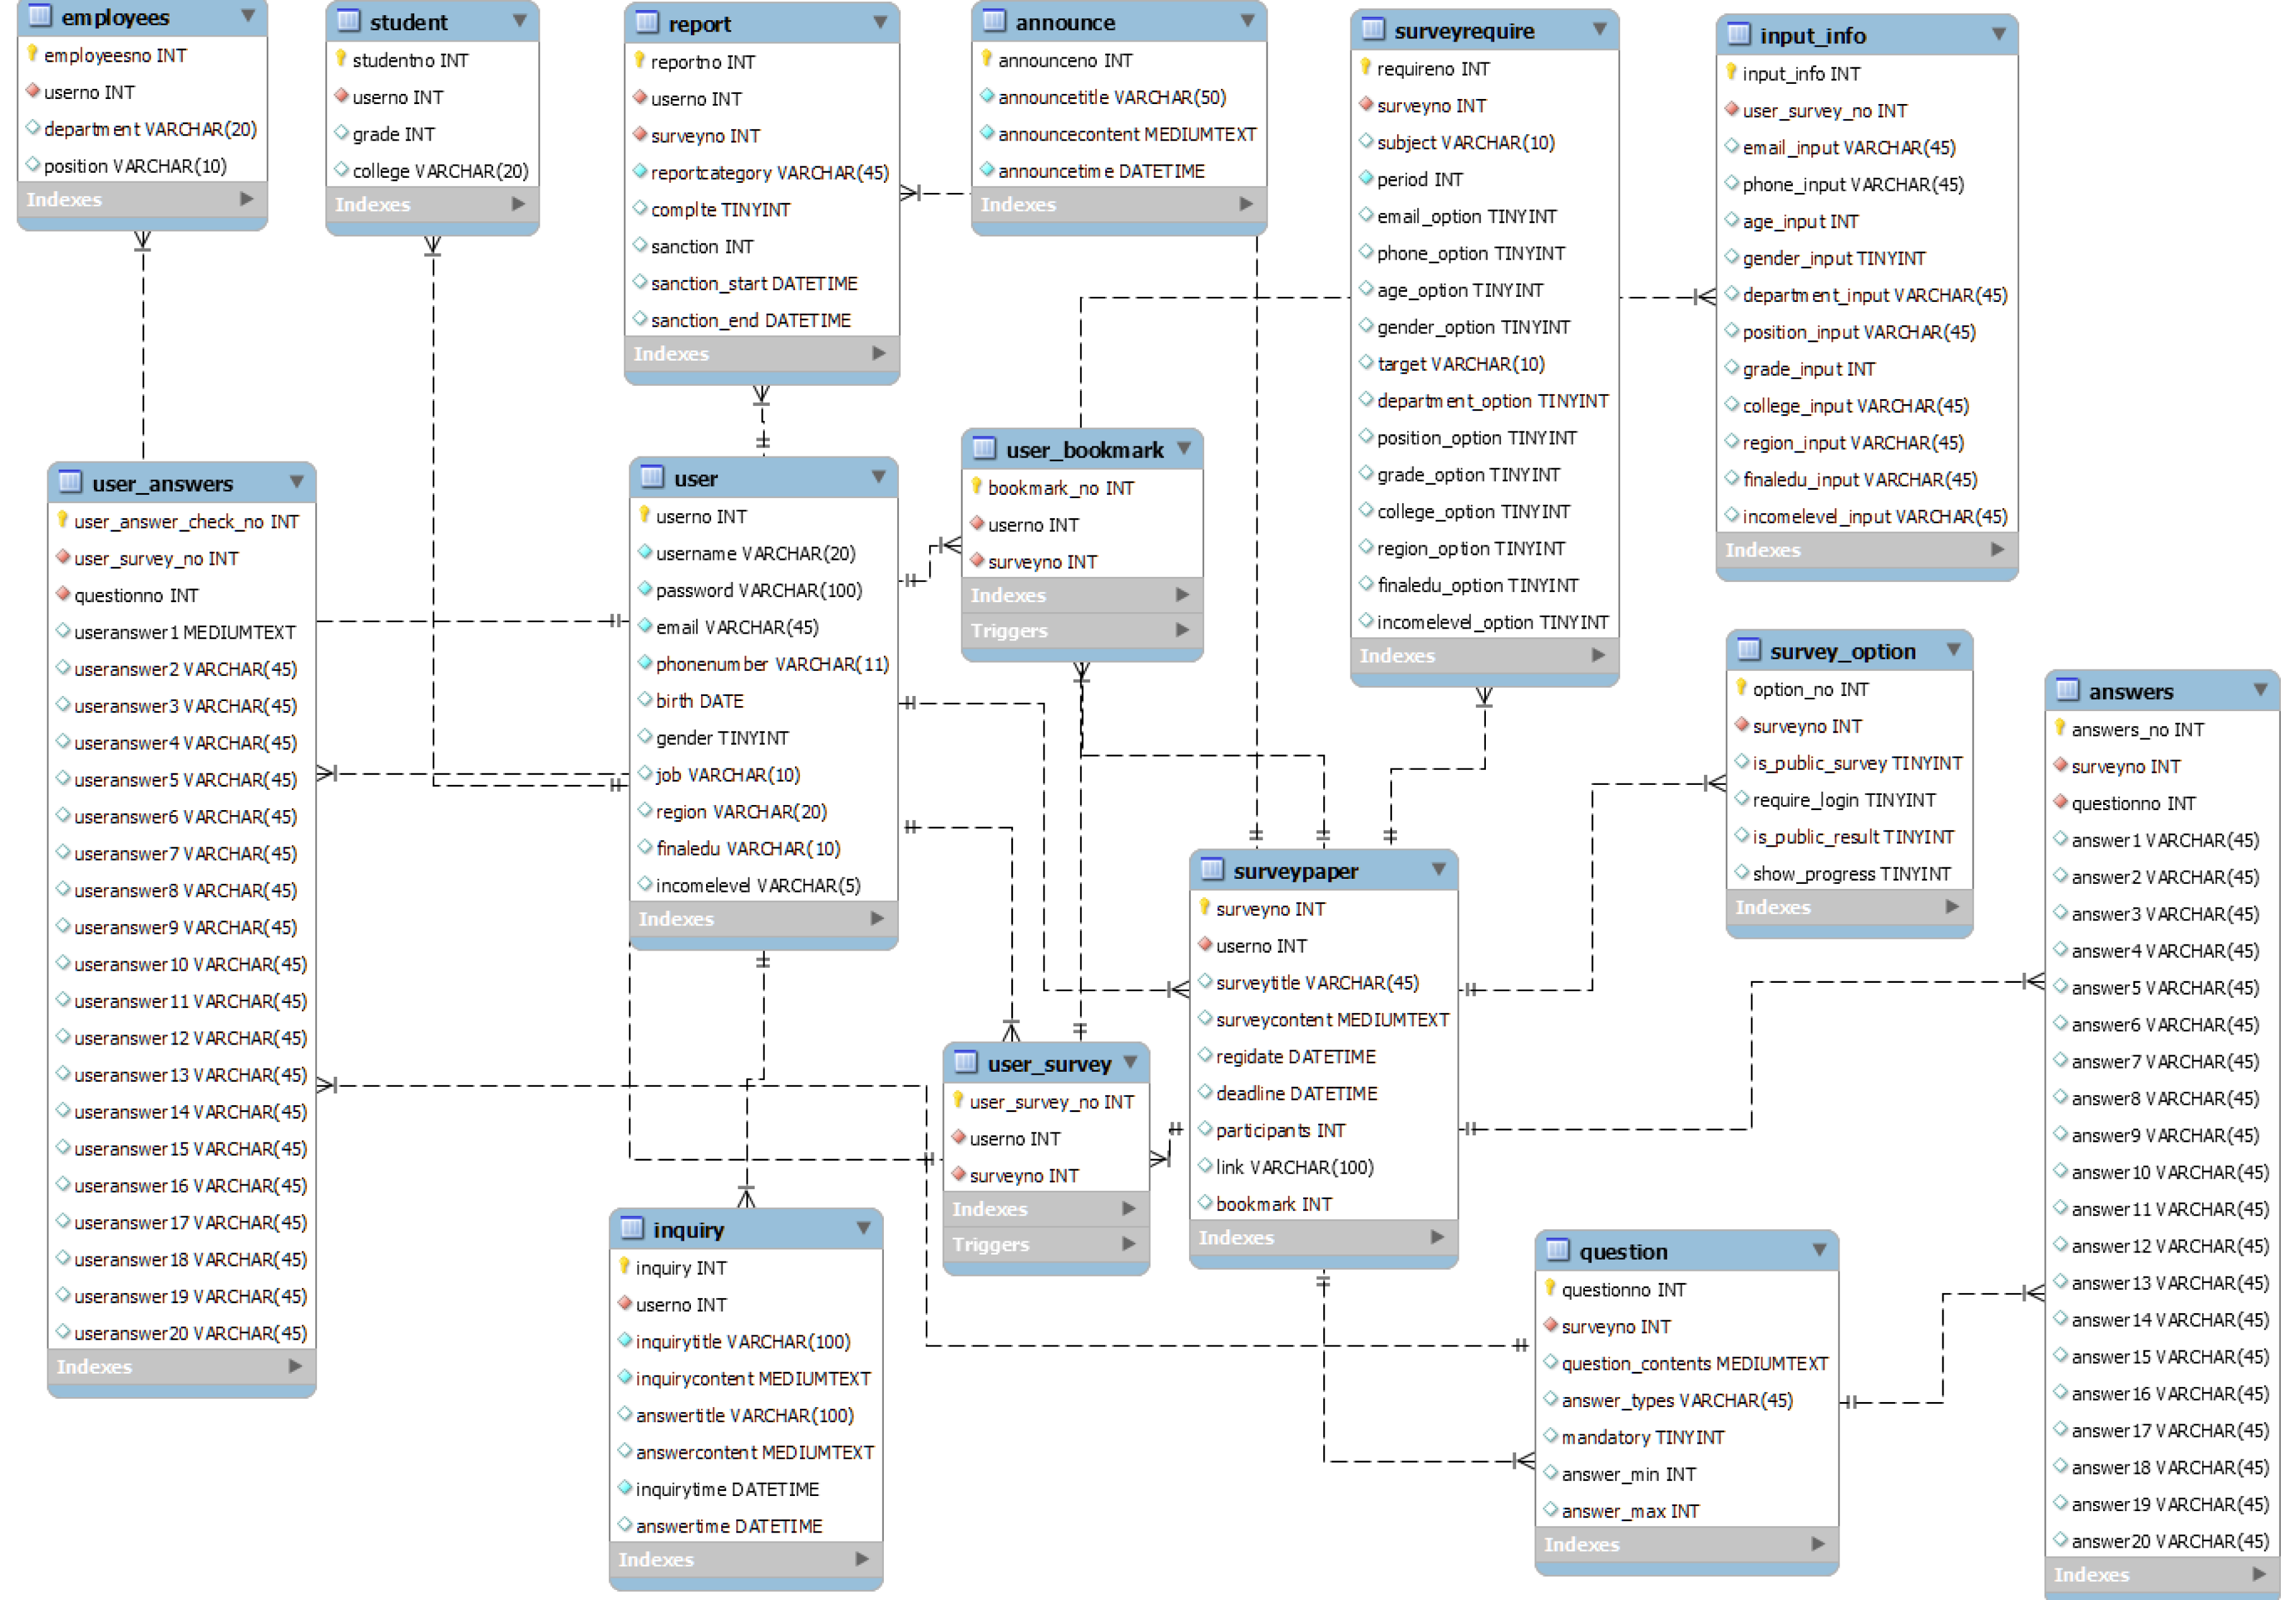 employees
employeesno INT
userno INT
department VARCHAR(20)
position VARCHAR(10)
Indexes
student
studentno INT
userno INT
grade INT
college VARCHAR(20)
Indexes
report
reportno INT
userno INT
surveyno INT
reportcategory VARCHAR(45)
complte TINYINT
sanction INT
sanction_start DATETIME
sanction_end DATETIME
Indexes
announce
announceno INT
announcetitle VARCHAR(50)
announcecontent MEDIUMTEXT
announcetime DATETIME
Indexes
surveyrequire
requireno INT
surveyno INT
subject VARCHAR(10)
period INT
email_option TINYINT
phone_option TINYINT
age_option TINYINT
gender_option TINYINT
target VARCHAR(10)
department_option TINYINT
position_option TINYINT
grade_option TINYINT
college_option TINYINT
region_option TINYINT
finaledu_option TINYINT
incomelevel_option TINYINT
Indexes
input_info
input_info INT
user_survey_no INT
email_input VARCHAR(45)
phone_input VARCHAR(45)
age_input INT
gender_input TINYINT
department_input VARCHAR(45)
position_input VARCHAR(45)
grade_input INT
college_input VARCHAR(45)
region_input VARCHAR(45)
finaledu_input VARCHAR(45)
incomelevel_input VARCHAR(45)
Indexes
user_answers
user_answer_check_no INT
user_survey_no INT
questionno INT
useranswer1 MEDIUMTEXT
useranswer2 VARCHAR(45)
useranswer3 VARCHAR(45)
useranswer4 VARCHAR(45)
useranswer5 VARCHAR(45)
useranswer6 VARCHAR(45)
useranswer7 VARCHAR(45)
useranswer8 VARCHAR(45)
useranswer9 VARCHAR(45)
useranswer10 VARCHAR(45)
useranswer11 VARCHAR(45)
useranswer12 VARCHAR(45)
useranswer13 VARCHAR(45)
useranswer14 VARCHAR(45)
useranswer15 VARCHAR(45)
useranswer16 VARCHAR(45)
useranswer17 VARCHAR(45)
useranswer18 VARCHAR(45)
useranswer19 VARCHAR(45)
useranswer20 VARCHAR(45)
Indexes
user
userno INT
username VARCHAR(20)
password VARCHAR(100)
email VARCHAR(45)
phonenumber VARCHAR(11)
birth DATE
gender TINYINT
job VARCHAR(10)
region VARCHAR(20)
finaledu VARCHAR(10)
incomelevel VARCHAR(5)
Indexes
user_bookmark
bookmark_no INT
userno INT
surveyno INT
Indexes
Triggers
survey_option
option_no INT
surveyno INT
is_public_survey TINYINT
require_login TINYINT
is_public_result TINYINT
show_progress TINYINT
Indexes
answers
answers_no INT
surveyno INT
questionno INT
answer1 VARCHAR(45)
answer2 VARCHAR(45)
answer3 VARCHAR(45)
answer4 VARCHAR(45)
answer5 VARCHAR(45)
answer6 VARCHAR(45)
answer7 VARCHAR(45)
answer8 VARCHAR(45)
answer9 VARCHAR(45)
answer10 VARCHAR(45)
answer11 VARCHAR(45)
answer12 VARCHAR(45)
answer13 VARCHAR(45)
answer14 VARCHAR(45)
answer15 VARCHAR(45)
answer16 VARCHAR(45)
answer17 VARCHAR(45)
answer18 VARCHAR(45)
answer19 VARCHAR(45)
answer20 VARCHAR(45)
Indexes
surveypaper
surveyno INT
userno INT
surveytitle VARCHAR(45)
surveycontent MEDIUMTEXT
regidate DATETIME
deadline DATETIME
participants INT
link VARCHAR(100)
bookmark INT
Indexes
user_survey
user_survey_no INT
userno INT
surveyno INT
Indexes
Triggers
inquiry
inquiry INT
userno INT
inquirytitle VARCHAR(100)
inquirycontent MEDIUMTEXT
answertitle VARCHAR(100)
answercontent MEDIUMTEXT
inquirytime DATETIME
answertime DATETIME
Indexes
question
questionno INT
surveyno INT
question_contents MEDIUMTEXT
answer_types VARCHAR(45)
mandatory TINYINT
answer_min INT
answer_max INT
Indexes